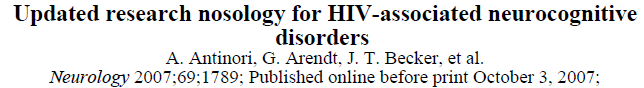 Updated research nosology for HIV-associated neurocognitive
disorders
A. Antinori, G. Arendt, J. T. Becker, et al.
Neurology 2007;69;1789; Published online before print October 3, 2007;